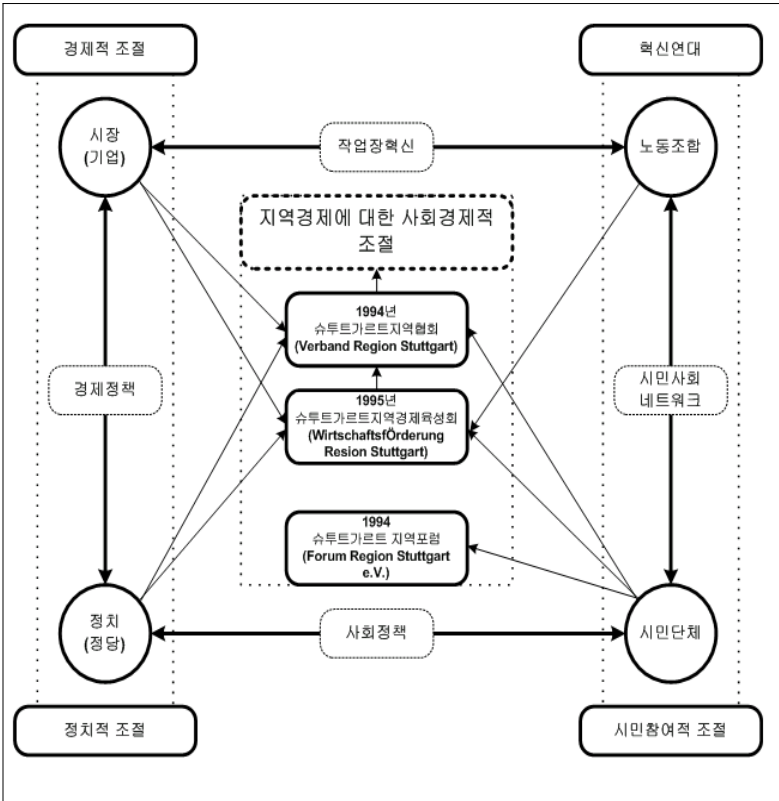 경제적 조절
혁신연대
시장
(기업)
작업장혁신
노동조합
지역경제에 대한 사회경제적
조절
1994년
슈투트가르트지역협회
(Verband Region Stuttgart)
경제정책
1995년
슈투트가르트지역경제육성회
(WirtschaftsfÖrderung
Resion Stuttgart)
시민사회
네트워크
1994
슈투트가르트 지역포럼
(Forum Region Stuttgart
e.V.)
정치
(정당)
사회정책
시민단체
정치적 조절
시민참여적 조절